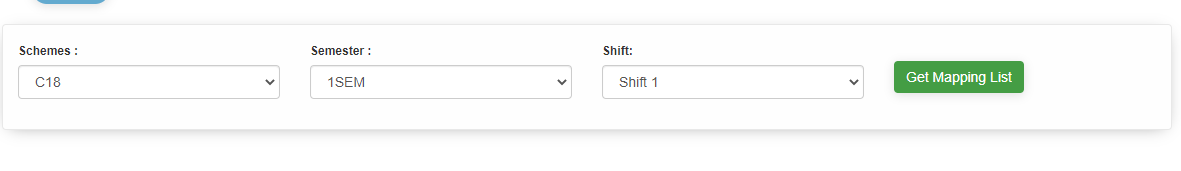 Schemes : Semester : Shift:
C18 1SEM Shift 1 Get Mapping List